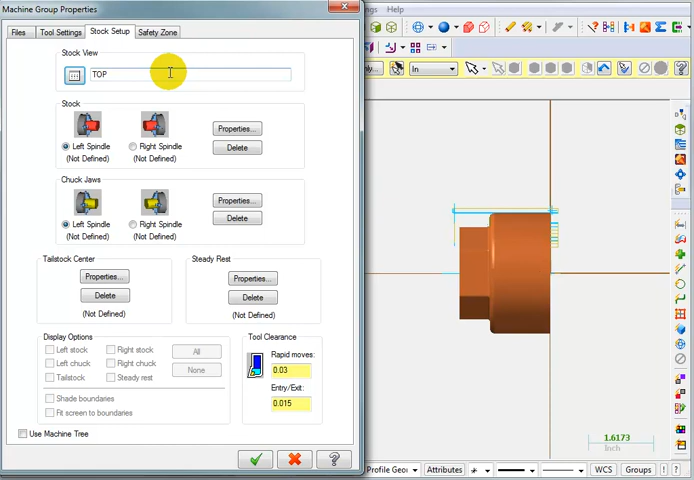 Machine Group Properties
Help
Files Tool Settings Stock Setup Safety Zone
Stock View
TOP
In
Stock
Properties...
Left Spindle Right Spindle Delete
(Not Defined) (Not Defined)
Chuck Jaws
Properties...
Left Spindle Right Spindle Delete
(Not Defined) (Not Defined)
Tailstock Center Steady Rest
Properties... Properties...
Delete Delete
(Not Defined) (Not Defined)
Display Options Tool Clearance
Left stock Right stock All Rapid moves:
Left chuck Right chuck None 0.03
Tailstock Steady rest Entry/Exit:
Shade boundaries 0.015
Fit screen to boundaries
Use Machine Tree
1.6173
Inch
Attributes WCS Groups ! ?